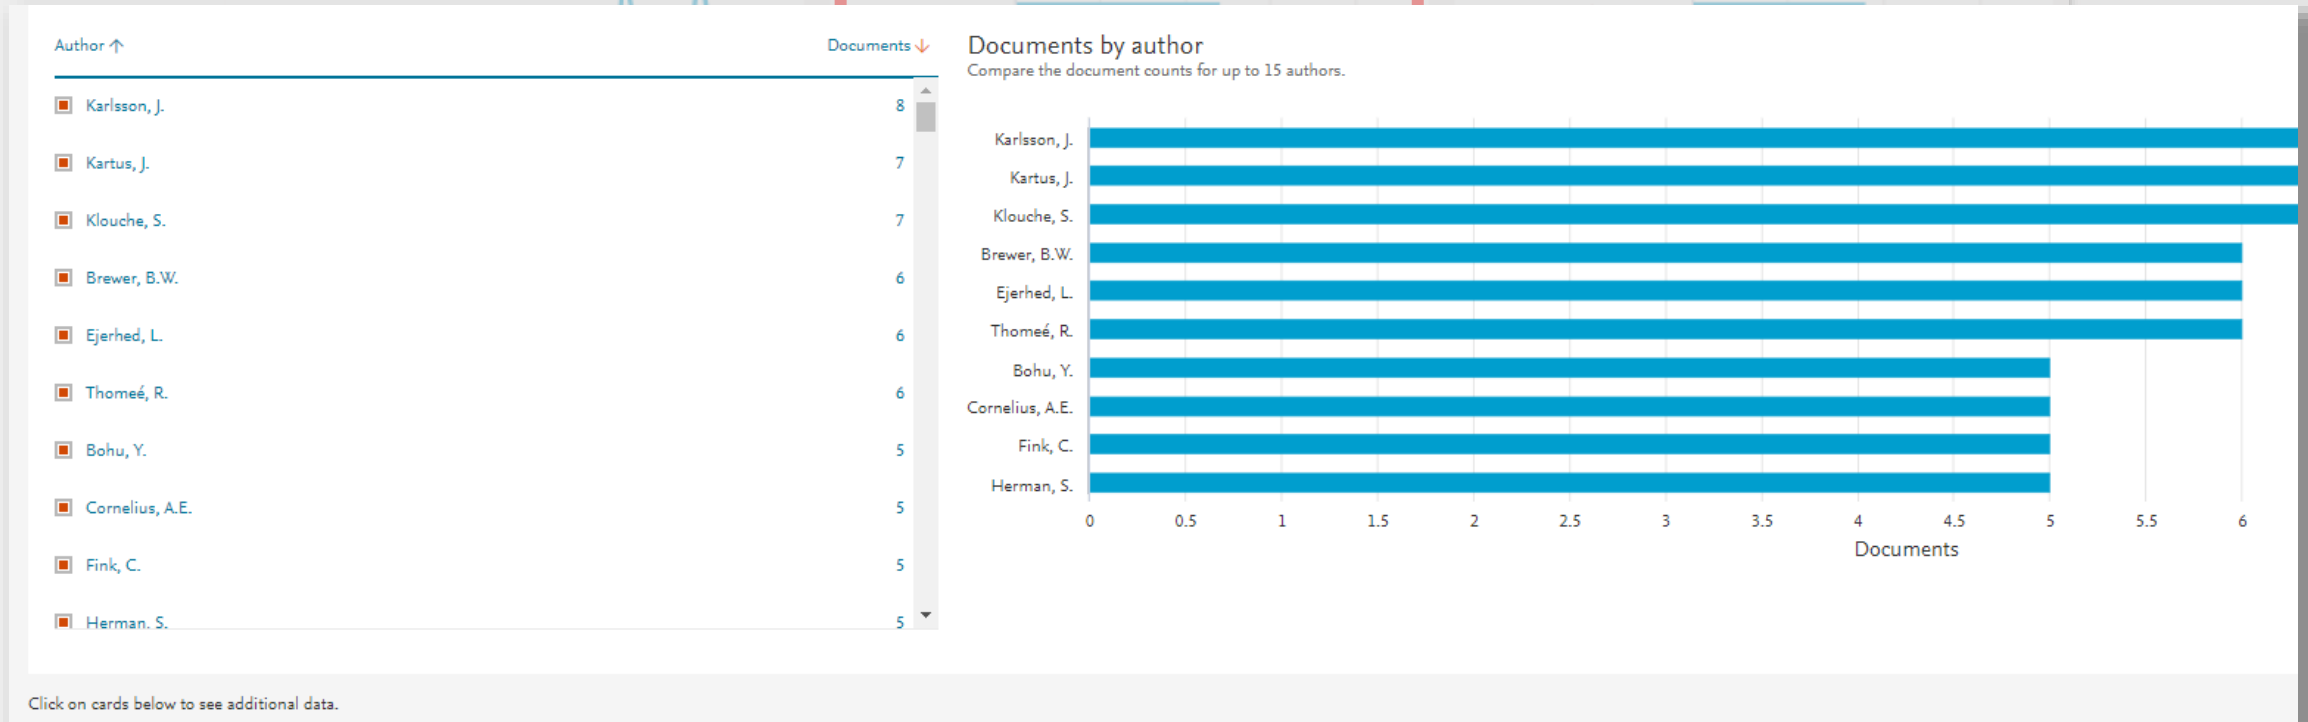 Author Documents
Karlsson, J. 8
Kartus, J. 7
Klouche, S. 7
Brewer, B.W. 6
Ejerhed, L. 6
Thomeé, R. 6
Bohu, Y. 5
Cornelius, A.E. 5
Fink, C. 5
Herman, S. 5
Documents by author
Compare the document counts for up to 15 authors.
Karlsson, J.
Kartus, J.
Klouche, S.
Brewer, B.W.
Ejerhed, L.
Thomeé, R.
Bohu, Y.
Cornelius, A.E.
Fink, C.
Herman, S.
0 0.5 1 1.5 2 2.5 3 3.5 4 4.5 5 5.5 6
Documents
Click on cards below to see additional data.